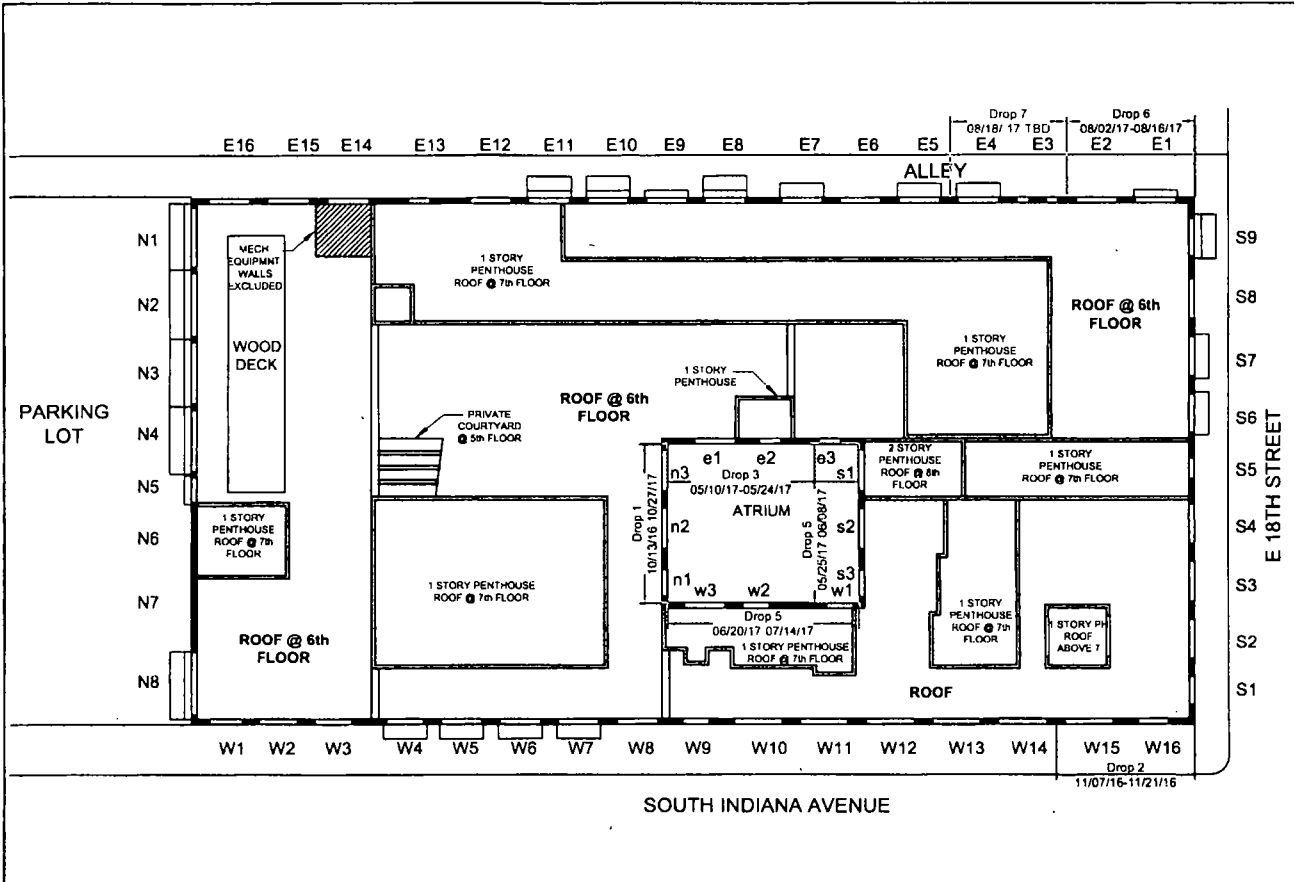 Drop 7
08/18/ 17 TBD
Drop 6
08/02/17-08/16/17
E16 E15 E14 E13 E12 E11 E10 E9 E8 E7 E6 E5 E4 E3 E2 E1
ALLEY
N1
N2
N3
N4
N5
N6
N7
N8
PARKING
LOT
MECH
EQUIPMNT
WALLS
EXCLUDED
WOOD
DECK
1 STORY
PENTHOUSE
ROOF @ 7th FLOOR
ROOF @ 6th
FLOOR
1 STORY
PENTHOUSE
ROOF @ 7th FLOOR
1 STORY
PENTHOUSE
ROOF @ 6th
FLOOR
PRIVATE
COURTYARD
@ 5th FLOOR
1 STORY
PENTHOUSE
ROOF @ 7th
FLOOR
1 STORY PENTHOUSE
ROOF @ 7th FLOOR
ROOF @ 6th
FLOOR
Drop 1
10/13/16 10/27/17
e1 e2 e3
n3 s1
Drop 3
05/10/17-05/24/17
ATRIUM
n2 s2
Drop 5
05/25/17 06/08/17
n1 s3
w3 w2 w1
Drop 5
06/20/17 07/14/17
1 STORY PENTHOUSE
ROOF @ 7th FLOOR
2 STORY
PENTHOUSE
ROOF @ 8th
FLOOR
1 STORY
PENTHOUSE
ROOF @ 7th FLOOR
1 STORY
PENTHOUSE
ROOF @ 7th
FLOOR
1 STORY PH
ROOF
ABOVE 7
ROOF
S9
S8
S7
S6
S5
S4
S3
S2
S1
E 18TH STREET
W1 W2 W3 W4 W5 W6 W7 W8 W9 W10 W11 W12 W13 W14 W15 W16
Drop 2
11/07/16-11/21/16
SOUTH INDIANA AVENUE